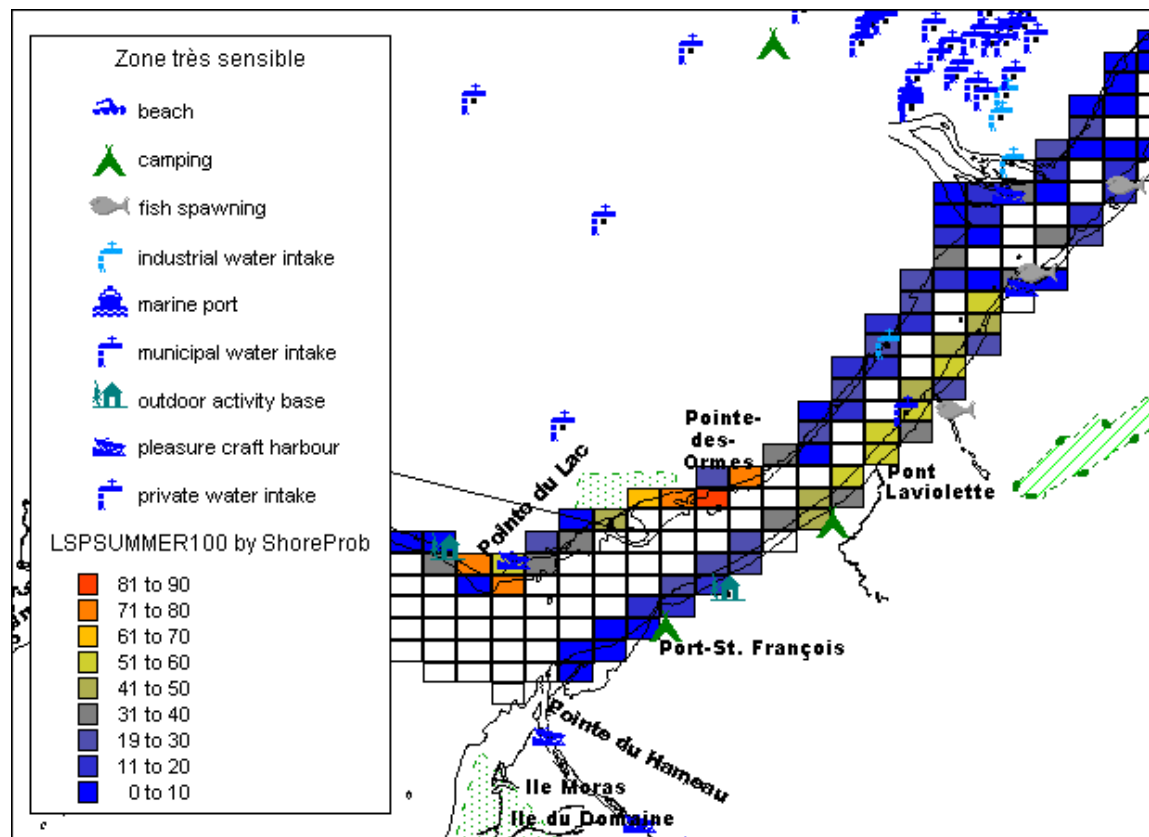 Zone très sensible
beach
camping
fish spawning
industrial water intake
marine port
municipal water intake
outdoor activity base
pleasure craft harbour
private water intake
LSPSUMMER100 by ShoreProb
81 to 90
71 to 80
61 to 70
51 to 60
41 to 50
31 to 40
19 to 30
11 to 20
0 to 10
Pointe-
des-
Ormes
Pointe du Lac
Pont
Laviolette
Port-St. François
Pointe du Hameau
Ile Moras
Ile du Domaine